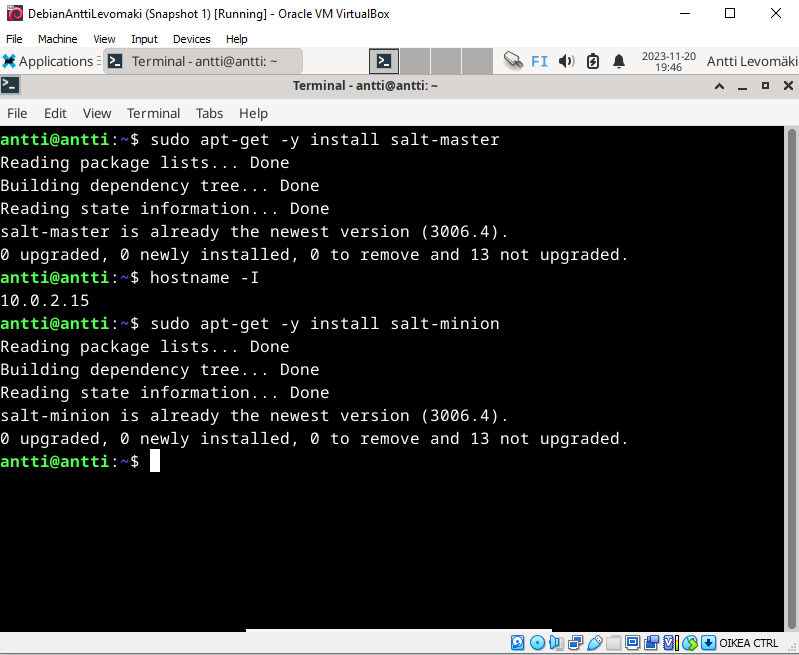 DebianAnttiLevomaki (Snapshot 1) [Running] - Oracle VM VirtualBox
File Machine View Input Devices Help
Applications Terminal - antti@antti: ~ FI 2023-11-20 19:46 Antti Levomäki
Terminal - antti@antti: ~
File Edit View Terminal Tabs Help
antti@antti:~$ sudo apt-get -y install salt-master
Reading package lists... Done
Building dependency tree... Done
Reading state information... Done
salt-master is already the newest version (3006.4).
0 upgraded, 0 newly installed, 0 to remove and 13 not upgraded.
antti@antti:~$ hostname -I
10.0.2.15
antti@antti:~$ sudo apt-get -y install salt-minion
Reading package lists... Done
Building dependency tree... Done
Reading state information... Done
salt-minion is already the newest version (3006.4).
0 upgraded, 0 newly installed, 0 to remove and 13 not upgraded.
antti@antti:~$
OIKEA CTRL